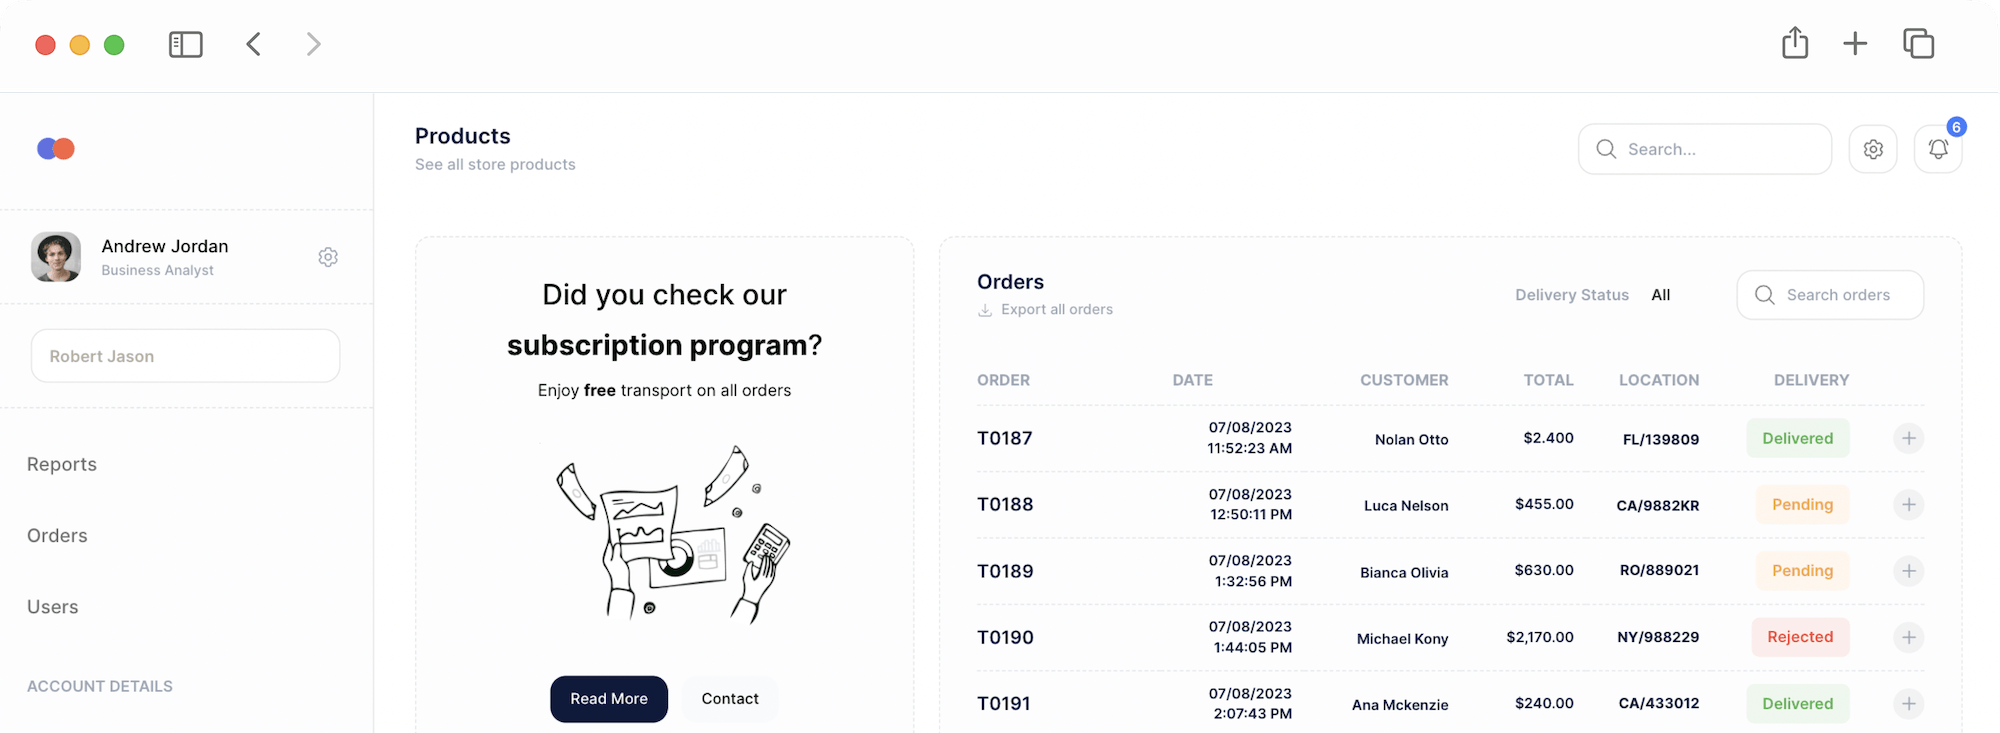 6
Products
See all store products
Search...
Andrew Jordan
Business Analyst
Robert Jason
Reports
Orders
Users
ACCOUNT DETAILS
Did you check our
subscription program?
Enjoy free transport on all orders
Read More
Contact
Orders
Export all orders
Delivery Status All
Search orders
ORDER DATE CUSTOMER TOTAL LOCATION DELIVERY
T0187 07/08/2023 11:52:23 AM Nolan Otto $2.400 FL/139809 Delivered
T0188 07/08/2023 12:50:11 PM Luca Nelson $455.00 CA/9882KR Pending
T0189 07/08/2023 1:32:56 PM Bianca Olivia $630.00 RO/889021 Pending
T0190 07/08/2023 1:44:05 PM Michael Kony $2,170.00 NY/988229 Rejected
T0191 07/08/2023 2:07:43 PM Ana Mckenzie $240.00 CA/433012 Delivered